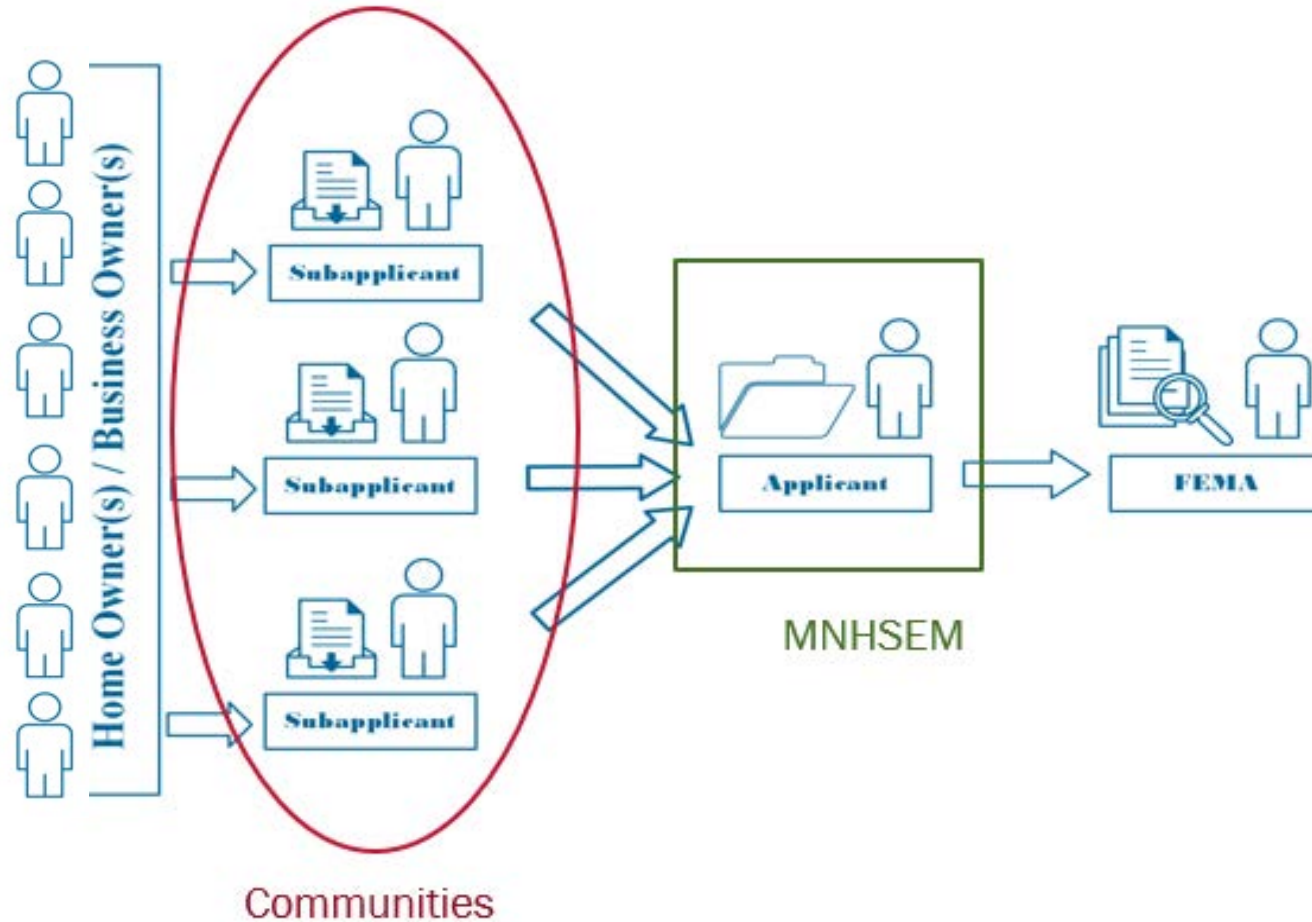 Home Owner(s) / Business Owner(s)
Subapplicant
Subapplicant
Subapplicant
Communities
Applicant
MNHSEM
FEMA